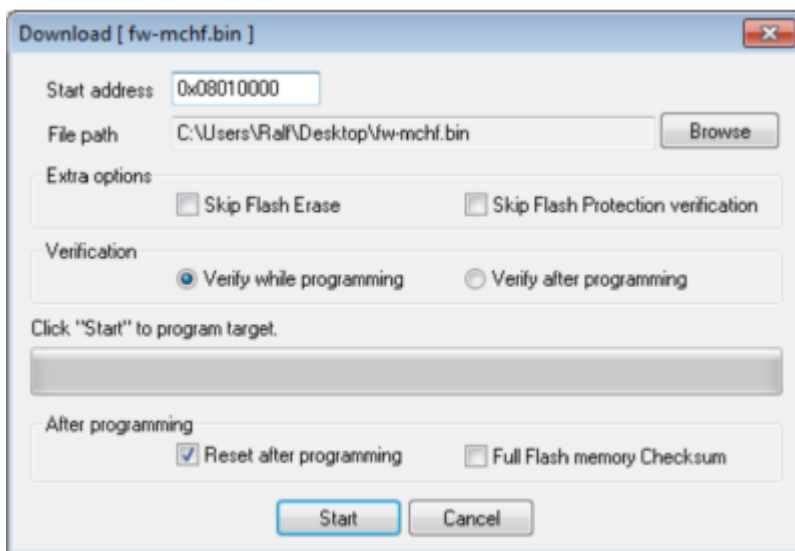 Download [ fw-mchf.bin ]
Start address 0x08010000
File path C:\Users\Ralf\Desktop\fw-mchf.bin Browse
Extra options
Skip Flash Erase Skip Flash Protection verification
Verification
Verify while programming Verify after programming
Click "Start" to program target.
After programming
Reset after programming Full Flash memory Checksum
Start Cancel